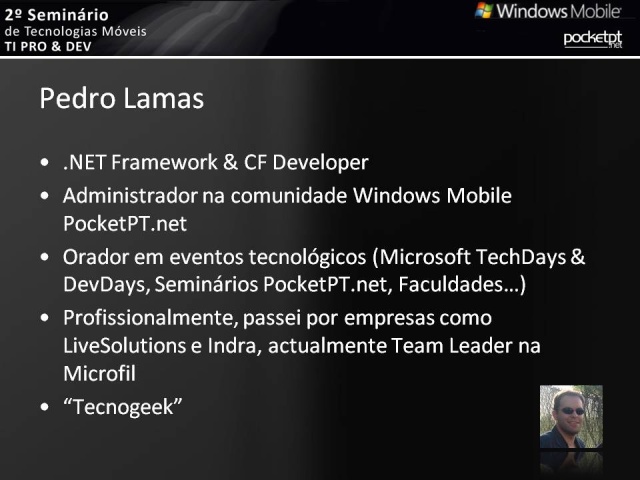 2º Seminário
de Tecnologias Móveis
TI PRO & DEV
Windows Mobile
pocketpt
.net
Pedro Lamas
• .NET Framework & CF Developer
• Administrador na comunidade Windows Mobile
PocketPT.net
• Orador em eventos tecnológicos (Microsoft TechDays &
DevDays, Seminários PocketPT.net, Faculdades…)
• Profissionalmente, passei por empresas como
LiveSolutions e Indra, actualmente Team Leader na
Microfil
• “Tecnogeek”